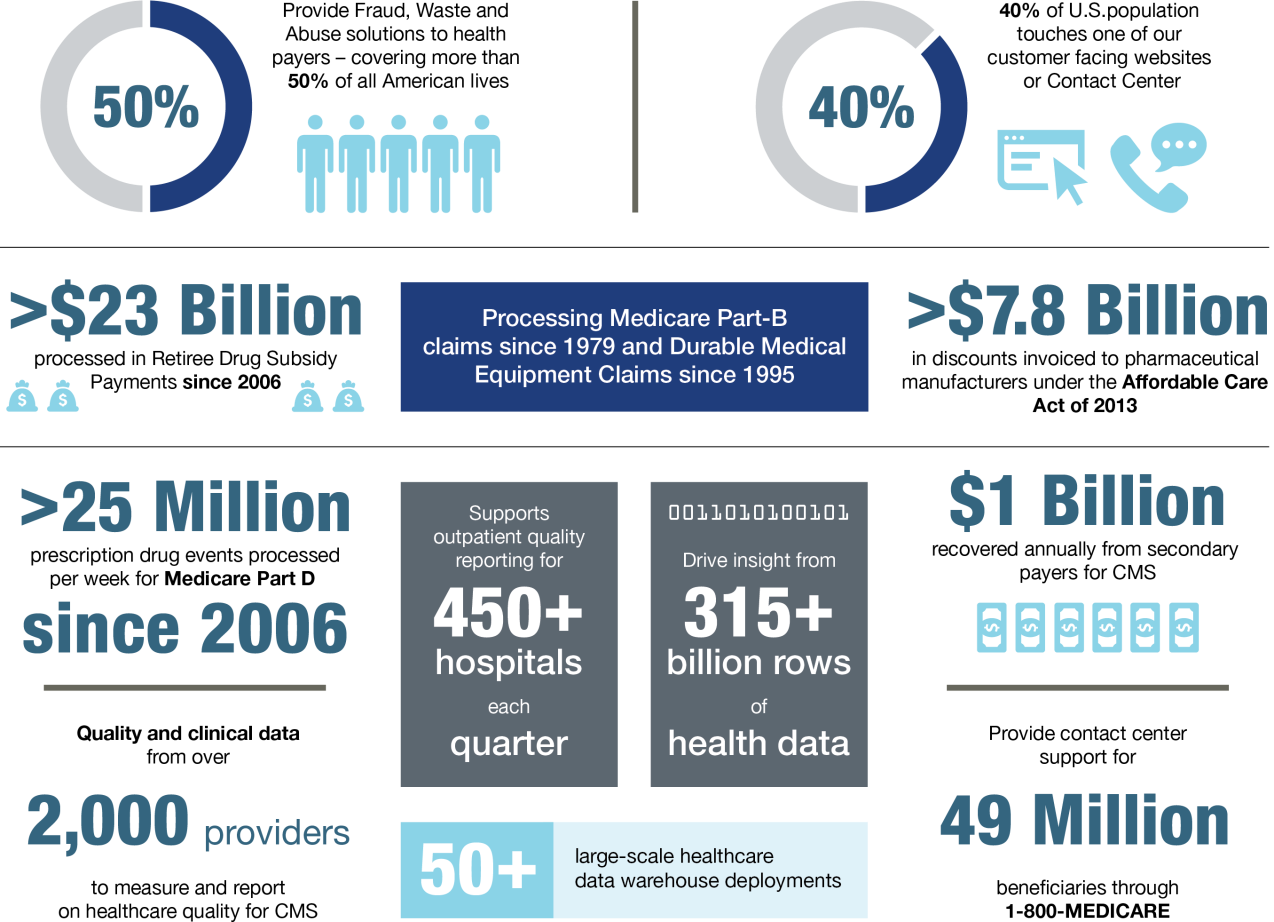 50%
Provide Fraud, Waste and
Abuse solutions to health
payers – covering more than
50% of all American lives
40%
40% of U.S.population
touches one of our
customer facing websites
or Contact Center
>$23 Billion
processed in Retiree Drug Subsidy
Payments since 2006
$ $ $ $
Processing Medicare Part-B
claims since 1979 and Durable Medical
Equipment Claims since 1995
>$7.8 Billion
in discounts invoiced to pharmaceutical
manufacturers under the Affordable Care
Act of 2013
>25 Million
prescription drug events processed
per week for Medicare Part D
since 2006
Quality and clinical data
from over
2,000 providers
to measure and report
on healthcare quality for CMS
Supports
outpatient quality
reporting for
450+
hospitals
each
quarter
0011010100101
Drive insight from
315+
billion rows
of
health data
50+
large-scale healthcare
data warehouse deployments
$1 Billion
recovered annually from secondary
payers for CMS
$ $ $ $ $ $
Provide contact center
support for
49 Million
beneficiaries through
1-800-MEDICARE